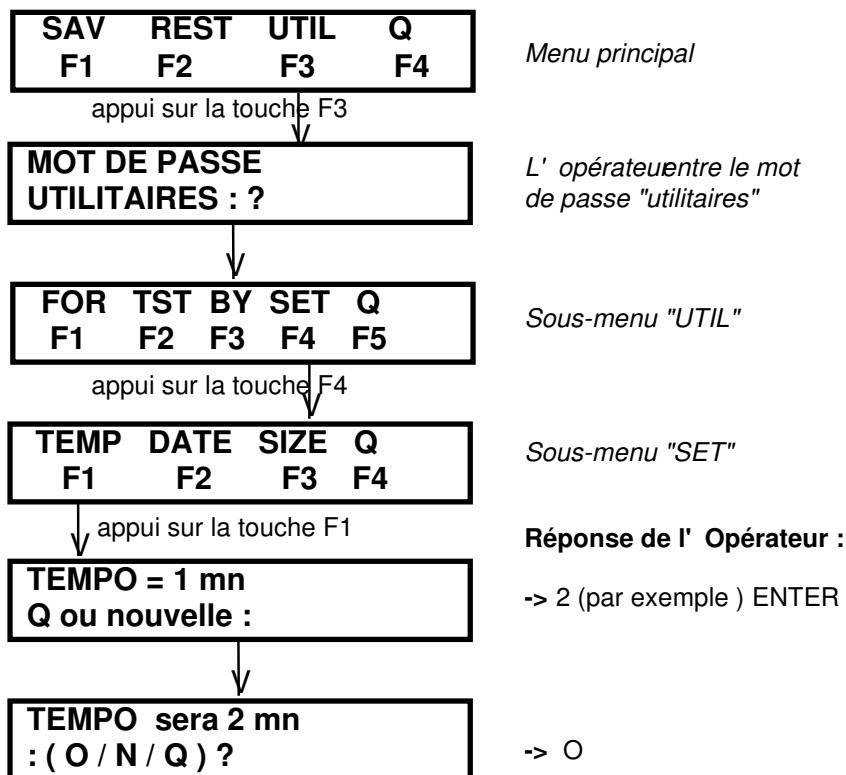 SAV REST UTIL Q
F1 F2 F3 F4
Menu principal
appui sur la touche F3
MOT DE PASSE
UTILITAIRES : ?
L' opérateurentre le mot
de passe "utilitaires"
FOR TST BY SET Q
F1 F2 F3 F4 F5
Sous-menu "UTIL"
appui sur la touche F4
TEMP DATE SIZE Q
F1 F2 F3 F4
Sous-menu "SET"
appui sur la touche F1
Réponse de l' Opérateur :
TEMPO = 1 mn
Q ou nouvelle :
-> 2 (par exemple ) ENTER
TEMPO sera 2 mn
: ( O / N / Q ) ?
-> O